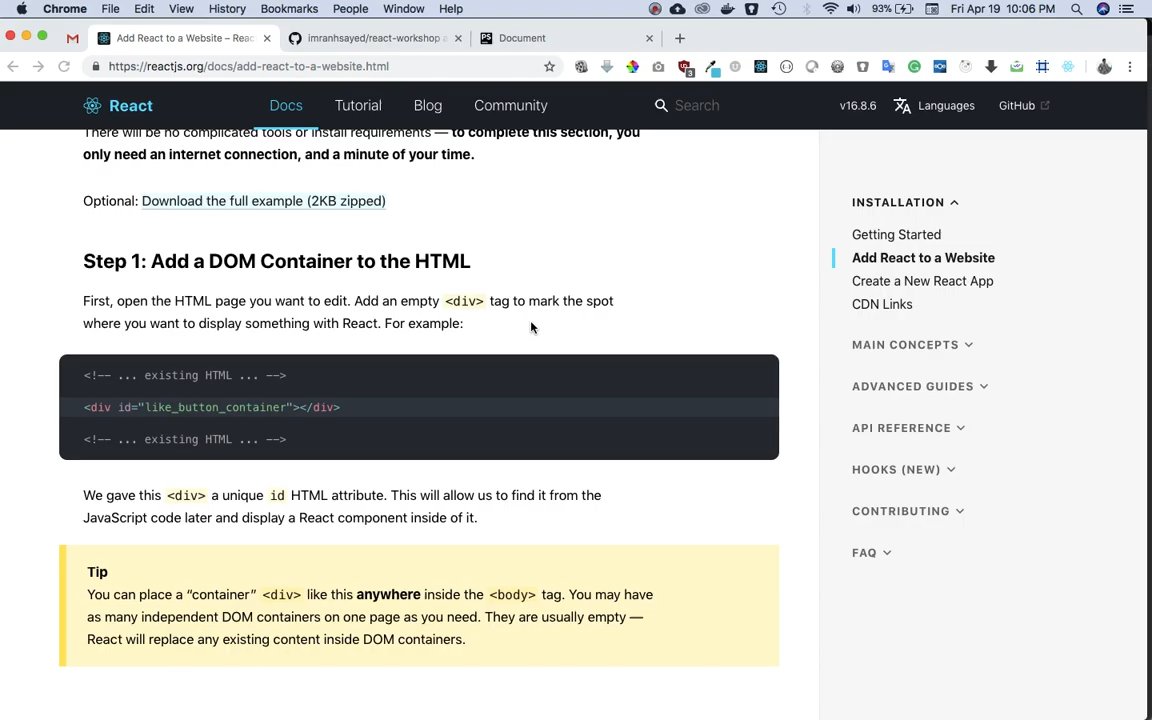 Chrome File Edit View History Bookmarks People Window Help 93% Fri Apr 19 10:06 PM
Add React to a Website – Reac imranhsayed/react-workshop a Document
https://reactjs.org/docs/add-react-to-a-website.html 3
React Docs Tutorial Blog Community Search v16.8.6 Languages GitHub
There will be no complicated tools or install requirements — to complete this section, you
only need an internet connection, and a minute of your time.
Optional: Download the full example (2KB zipped)
Step 1: Add a DOM Container to the HTML
First, open the HTML page you want to edit. Add an empty <div> tag to mark the spot
where you want to display something with React. For example:
<!-- ... existing HTML ... -->
<div id="like_button_container"></div>
<!-- ... existing HTML ... -->
We gave this <div> a unique id HTML attribute. This will allow us to find it from the
JavaScript code later and display a React component inside of it.
Tip
You can place a “container” <div> like this anywhere inside the <body> tag. You may have
as many independent DOM containers on one page as you need. They are usually empty —
React will replace any existing content inside DOM containers.
INSTALLATION
Getting Started
Add React to a Website
Create a New React App
CDN Links
MAIN CONCEPTS
ADVANCED GUIDES
API REFERENCE
HOOKS (NEW)
CONTRIBUTING
FAQ